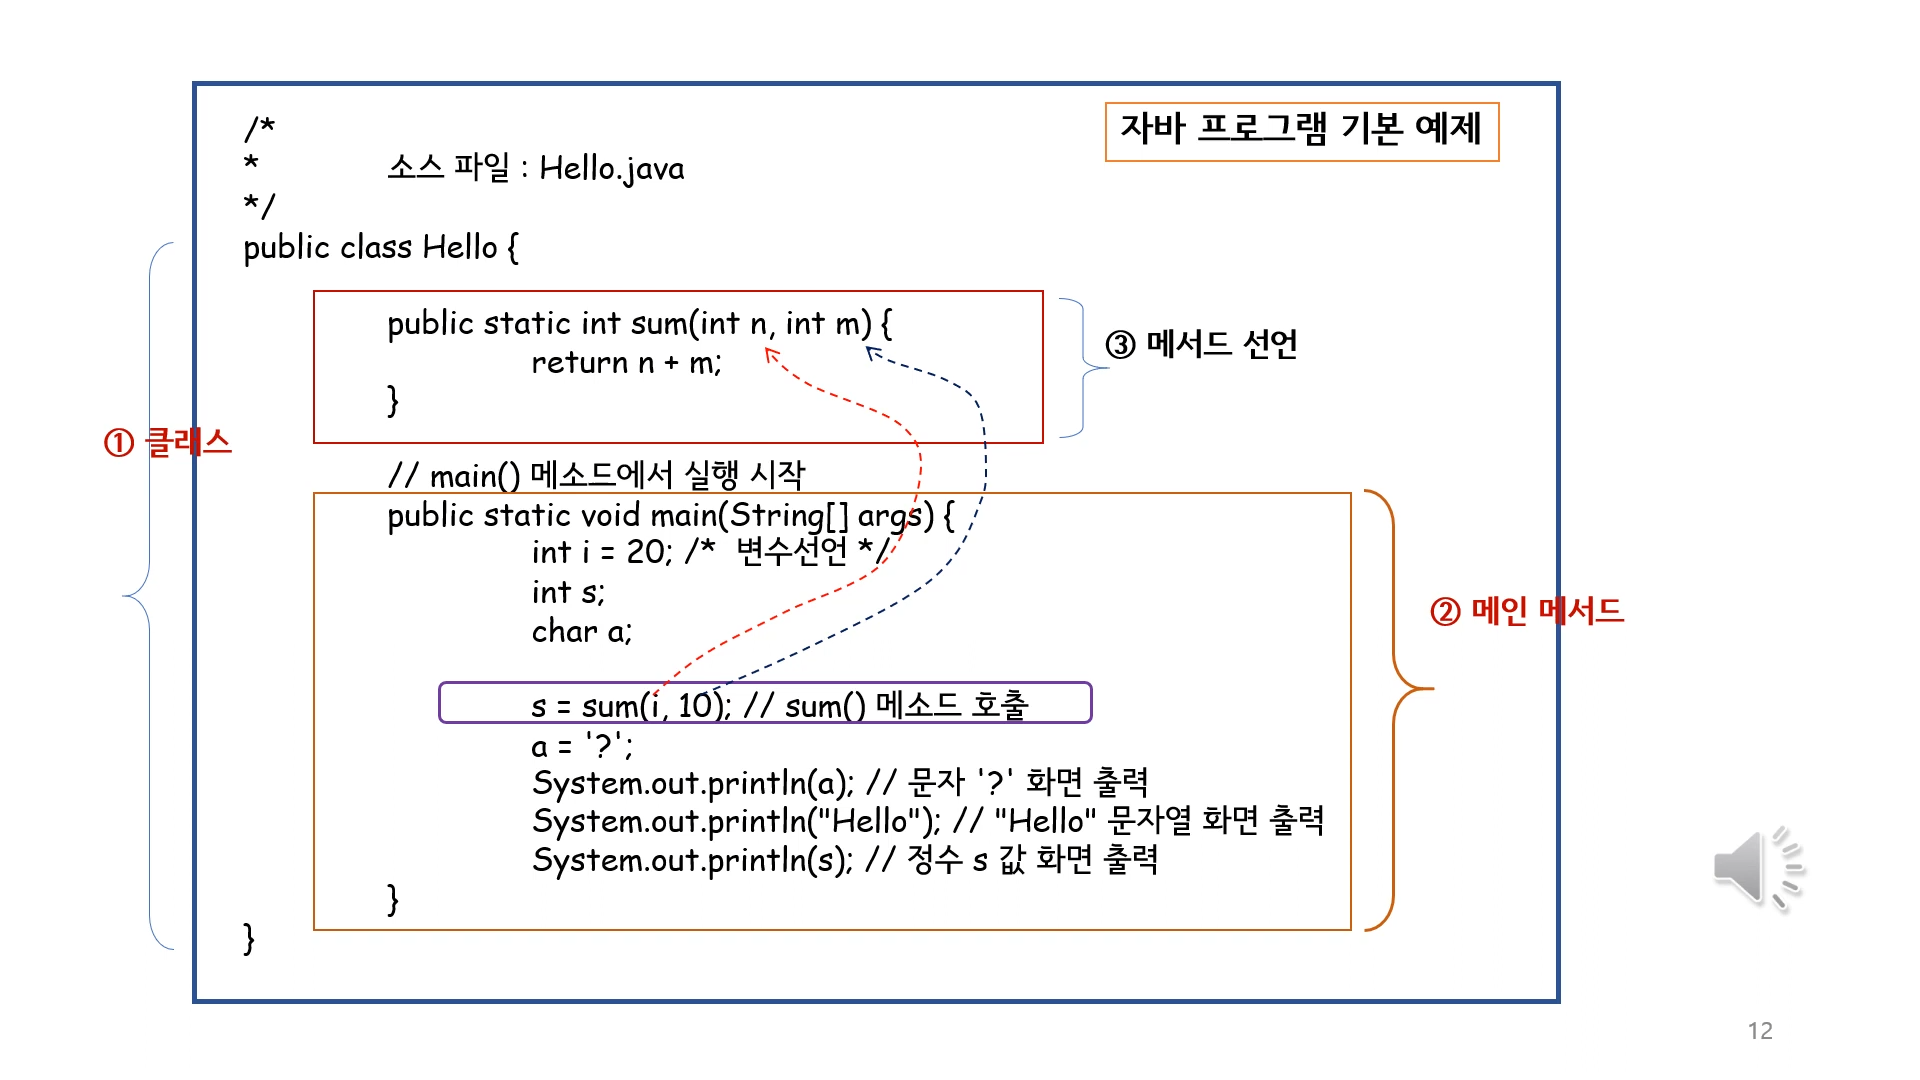 자바 프로그램 기본 예제
/*
* 소스 파일 : Hello.java
*/
public class Hello {
public static int sum(int n, int m) {
return n + m;
}
③ 메서드 선언
① 클래스
// main() 메소드에서 실행 시작
public static void main(String[] args) {
int i = 20; /* 변수선언 */
int s;
char a;
② 메인 메서드
s = sum(i, 10); // sum() 메소드 호출
a = '?';
System.out.println(a); // 문자 '?' 화면 출력
System.out.println("Hello"); // "Hello" 문자열 화면 출력
System.out.println(s); // 정수 s 값 화면 출력
}
}
12